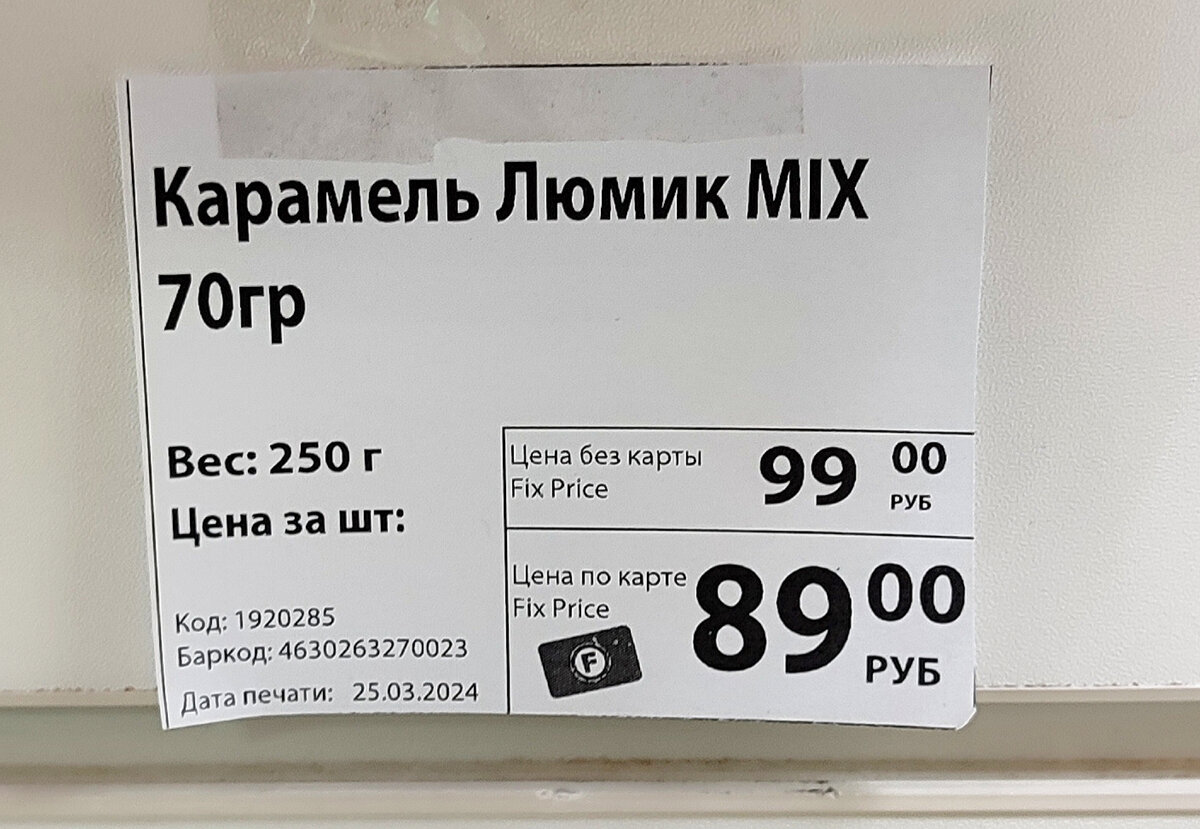 Карамель Люмик MIX
70гр
Вес: 250 г
Цена за шт:
Код: 1920285
Баркод: 4630263270023
Дата печати: 25.03.2024
Цена без карты
Fix Price
99 00
РУБ
Цена по карте
Fix Price
89 00
РУБ
F